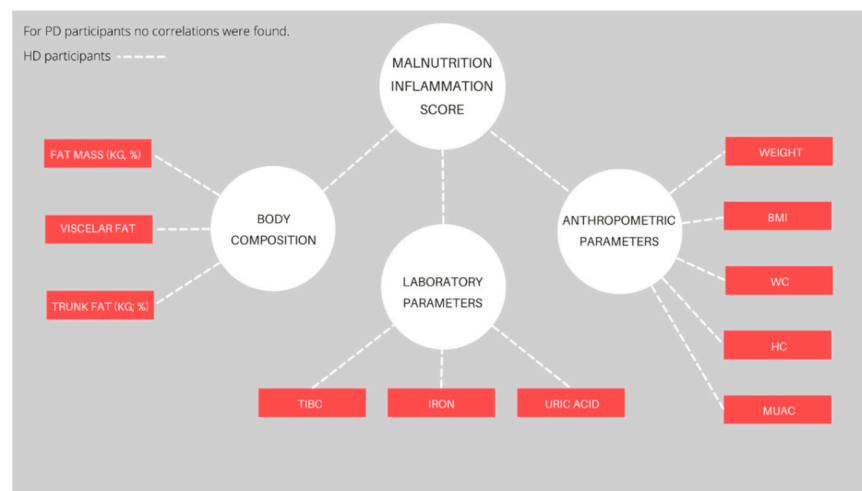 For PD participants no correlations were found.
HD participants
MALNUTRITION
INFLAMMATION
SCORE
FAT MASS (KG, %)
VISCELAR FAT
TRUNK FAT (KG; %)
BODY
COMPOSITION
LABORATORY
PARAMETERS
ANTHROPOMETRIC
PARAMETERS
WEIGHT
BMI
WC
HC
MUAC
TIBC
IRON
URIC ACID